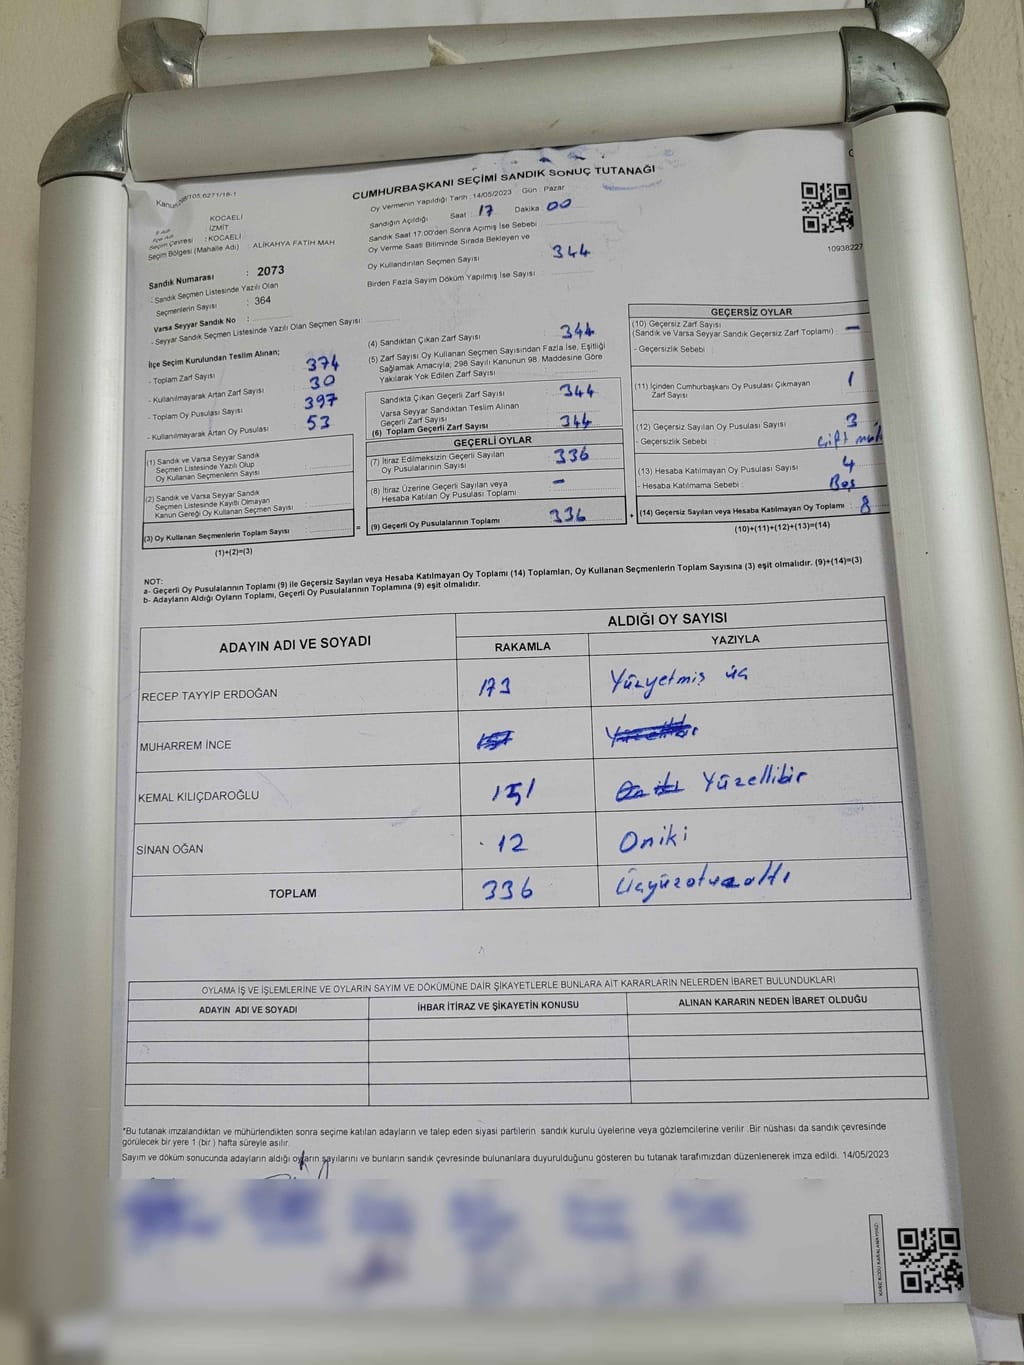 CUMHURBAŞKANI SEÇİMİ SANDIK SONUÇ TUTANAĞI
Oy Vermenin Yapıldığı Tarih : 14/05/2023 Gün : Pazar
Sandığın Açıldığı Saat : 17 Dakika : 00
Sandık Saat 17:00'den Sonra Açımış İse Sebebi :
Oy Verme Saati Bitiminde Sırada Bekleyen ve
Oy Kullandırılan Seçmen Sayısı : 344
Birden Fazla Sayım Döküm Yapılmış İse Sayısı :
KOCAELİ
İZMİT
Seçim Çevresi : KOCAELİ
Seçim Bölgesi (Mahalle Adı) : ALİKAHYA FATİH MAH
Sandık Numarası : 2073
- Sandık Seçmen Listesinde Yazılı Olan
Seçmenlerin Sayısı : 364
Varsa Seyyar Sandık No :
- Seyyar Sandık Seçmen Listesinde Yazılı Olan Seçmen Sayısı:
İlçe Seçim Kurulundan Teslim Alınan;
- Toplam Zarf Sayısı : 374
- Kullanılmayarak Artan Zarf Sayısı : 30
- Toplam Oy Pusulası Sayısı : 397
- Kullanılmayarak Artan Oy Pusulası : 53
(1) Sandık ve Varsa Seyyar Sandık
Seçmen Listesinde Yazılı Olup
Oy Kullanan Seçmenlerin Sayısı
(2) Sandık ve Varsa Seyyar Sandık
Seçmen Listesinde Kayıtlı Olmayan
Kanun Gereği Oy Kullanan Seçmen Sayısı
(3) Oy Kullanan Seçmenlerin Toplam Sayısı
(1)+(2)=(3)
=
(4) Sandıktan Çıkan Zarf Sayısı : 344
(5) Zarf Sayısı Oy Kullanan Seçmen Sayısından Fazla İse, Eşitliği
Sağlamak Amacıyla; 298 Sayılı Kanunun 98. Maddesine Göre
Yakılarak Yok Edilen Zarf Sayısı :
Sandıkta Çıkan Geçerli Zarf Sayısı : 344
Varsa Seyyar Sandıktan Teslim Alınan
Geçerli Zarf Sayısı :
(6) Toplam Geçerli Zarf Sayısı : 344
GEÇERLİ OYLAR
(7) İtiraz Edilmeksizin Geçerli Sayılan
Oy Pusulalarının Sayısı : 336
(8) İtiraz Üzerine Geçerli Sayılan veya
Hesaba Katılan Oy Pusulası Toplamı : -
(9) Geçerli Oy Pusulalarının Toplamı : 336
+
10938227
GEÇERSİZ OYLAR
(10) Geçersiz Zarf Sayısı
(Sandık ve Varsa Seyyar Sandık Geçersiz Zarf Toplamı) : -
- Geçersizlik Sebebi :
(11) İçinden Cumhurbaşkanı Oy Pusulası Çıkmayan
Zarf Sayısı : 1
(12) Geçersiz Sayılan Oy Pusulası Sayısı : 3
- Geçersizlik Sebebi : çift
(13) Hesaba Katılmayan Oy Pusulası Sayısı : 4
- Hesaba Katılmama Sebebi : Boş
(14) Geçersiz Sayılan veya Hesaba Katılmayan Oy Toplamı : 8
(10)+(11)+(12)+(13)=(14)
NOT:
a- Geçerli Oy Pusulalarının Toplamı (9) ile Geçersiz Sayılan veya Hesaba Katılmayan Oy Toplamı (14) Toplamları, Oy Kullanan Seçmenlerin Toplam Sayısına (3) eşit olmalıdır. (9)+(14)=(3)
b- Adayların Aldığı Oyların Toplamı, Geçerli Oy Pusulalarının Toplamına (9) eşit olmalıdır.
ADAYIN ADI VE SOYADI ALDIĞI OY SAYISI
RAKAMLA YAZIYLA
RECEP TAYYİP ERDOĞAN 173 Yüzyetmiş üç
MUHARREM İNCE
KEMAL KILIÇDAROĞLU 151 Yüzellibir
SİNAN OĞAN 12 Oniki
TOPLAM 336 Üçyüzotuzaltı
OYLAMA İŞ VE İŞLEMLERİNE VE OYLARIN SAYIM VE DÖKÜMÜNE DAİR ŞİKAYETLERLE BUNLARA AİT KARARLARIN NELERDEN İBARET BULUNDUKLARI
ADAYIN ADI VE SOYADI İHBAR İTİRAZ VE ŞİKAYETİN KONUSU ALINAN KARARIN NEDEN İBARET OLDUĞU
*Bu tutanak imzalandıktan ve mühürlendikten sonra seçime katılan adayların ve talep eden siyasi partilerin sandık kurulu üyelerine veya gözlemcilerine verilir .Bir nüshası da sandık çevresinde
görülecek bir yere 1 (bir ) hafta süreyle asılır.
Sayım ve döküm sonucunda adayların aldığı oyların sayılarını ve bunların sandık çevresinde bulunanlara duyurulduğunu gösteren bu tutanak tarafımızdan düzenlenerek imza edildi. 14/05/2023